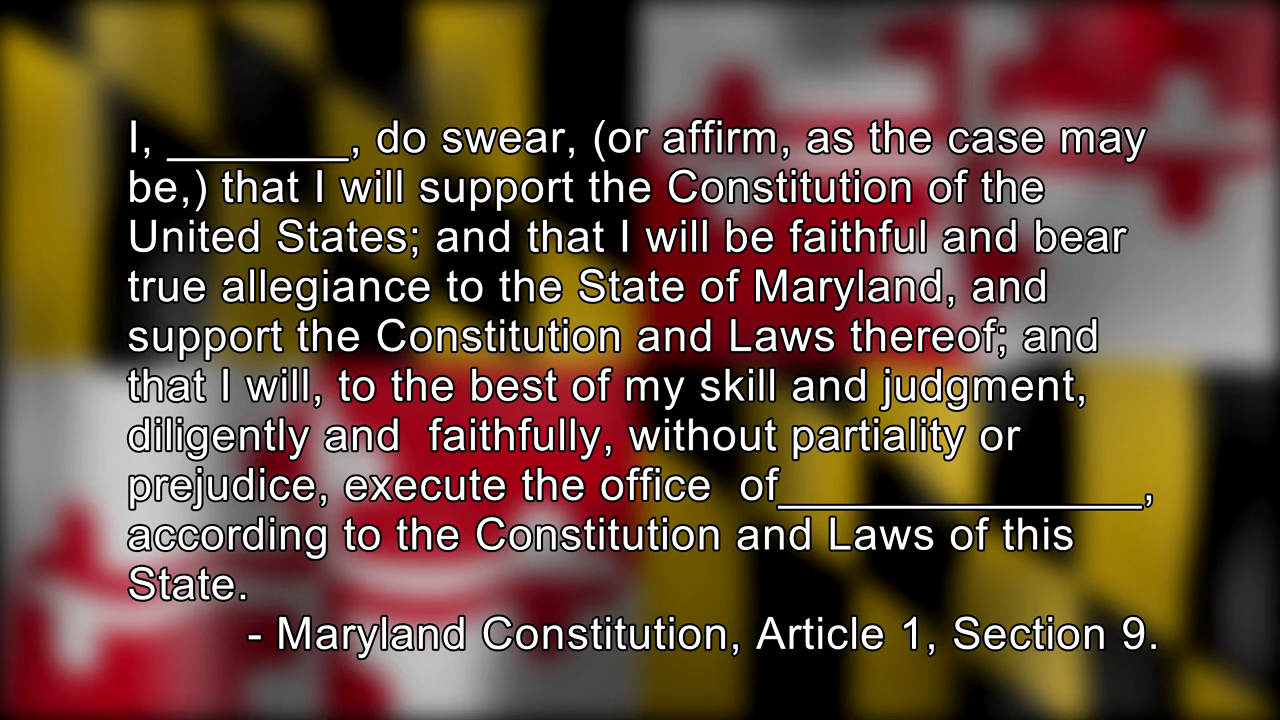 I, _______, do swear, (or affirm, as the case may
be,) that I will support the Constitution of the
United States; and that I will be faithful and bear
true allegiance to the State of Maryland, and
support the Constitution and Laws thereof; and
that I will, to the best of my skill and judgment,
diligently and  faithfully, without partiality or
prejudice, execute the office  of______________,
according to the Constitution and Laws of this
State.
- Maryland Constitution, Article 1, Section 9.